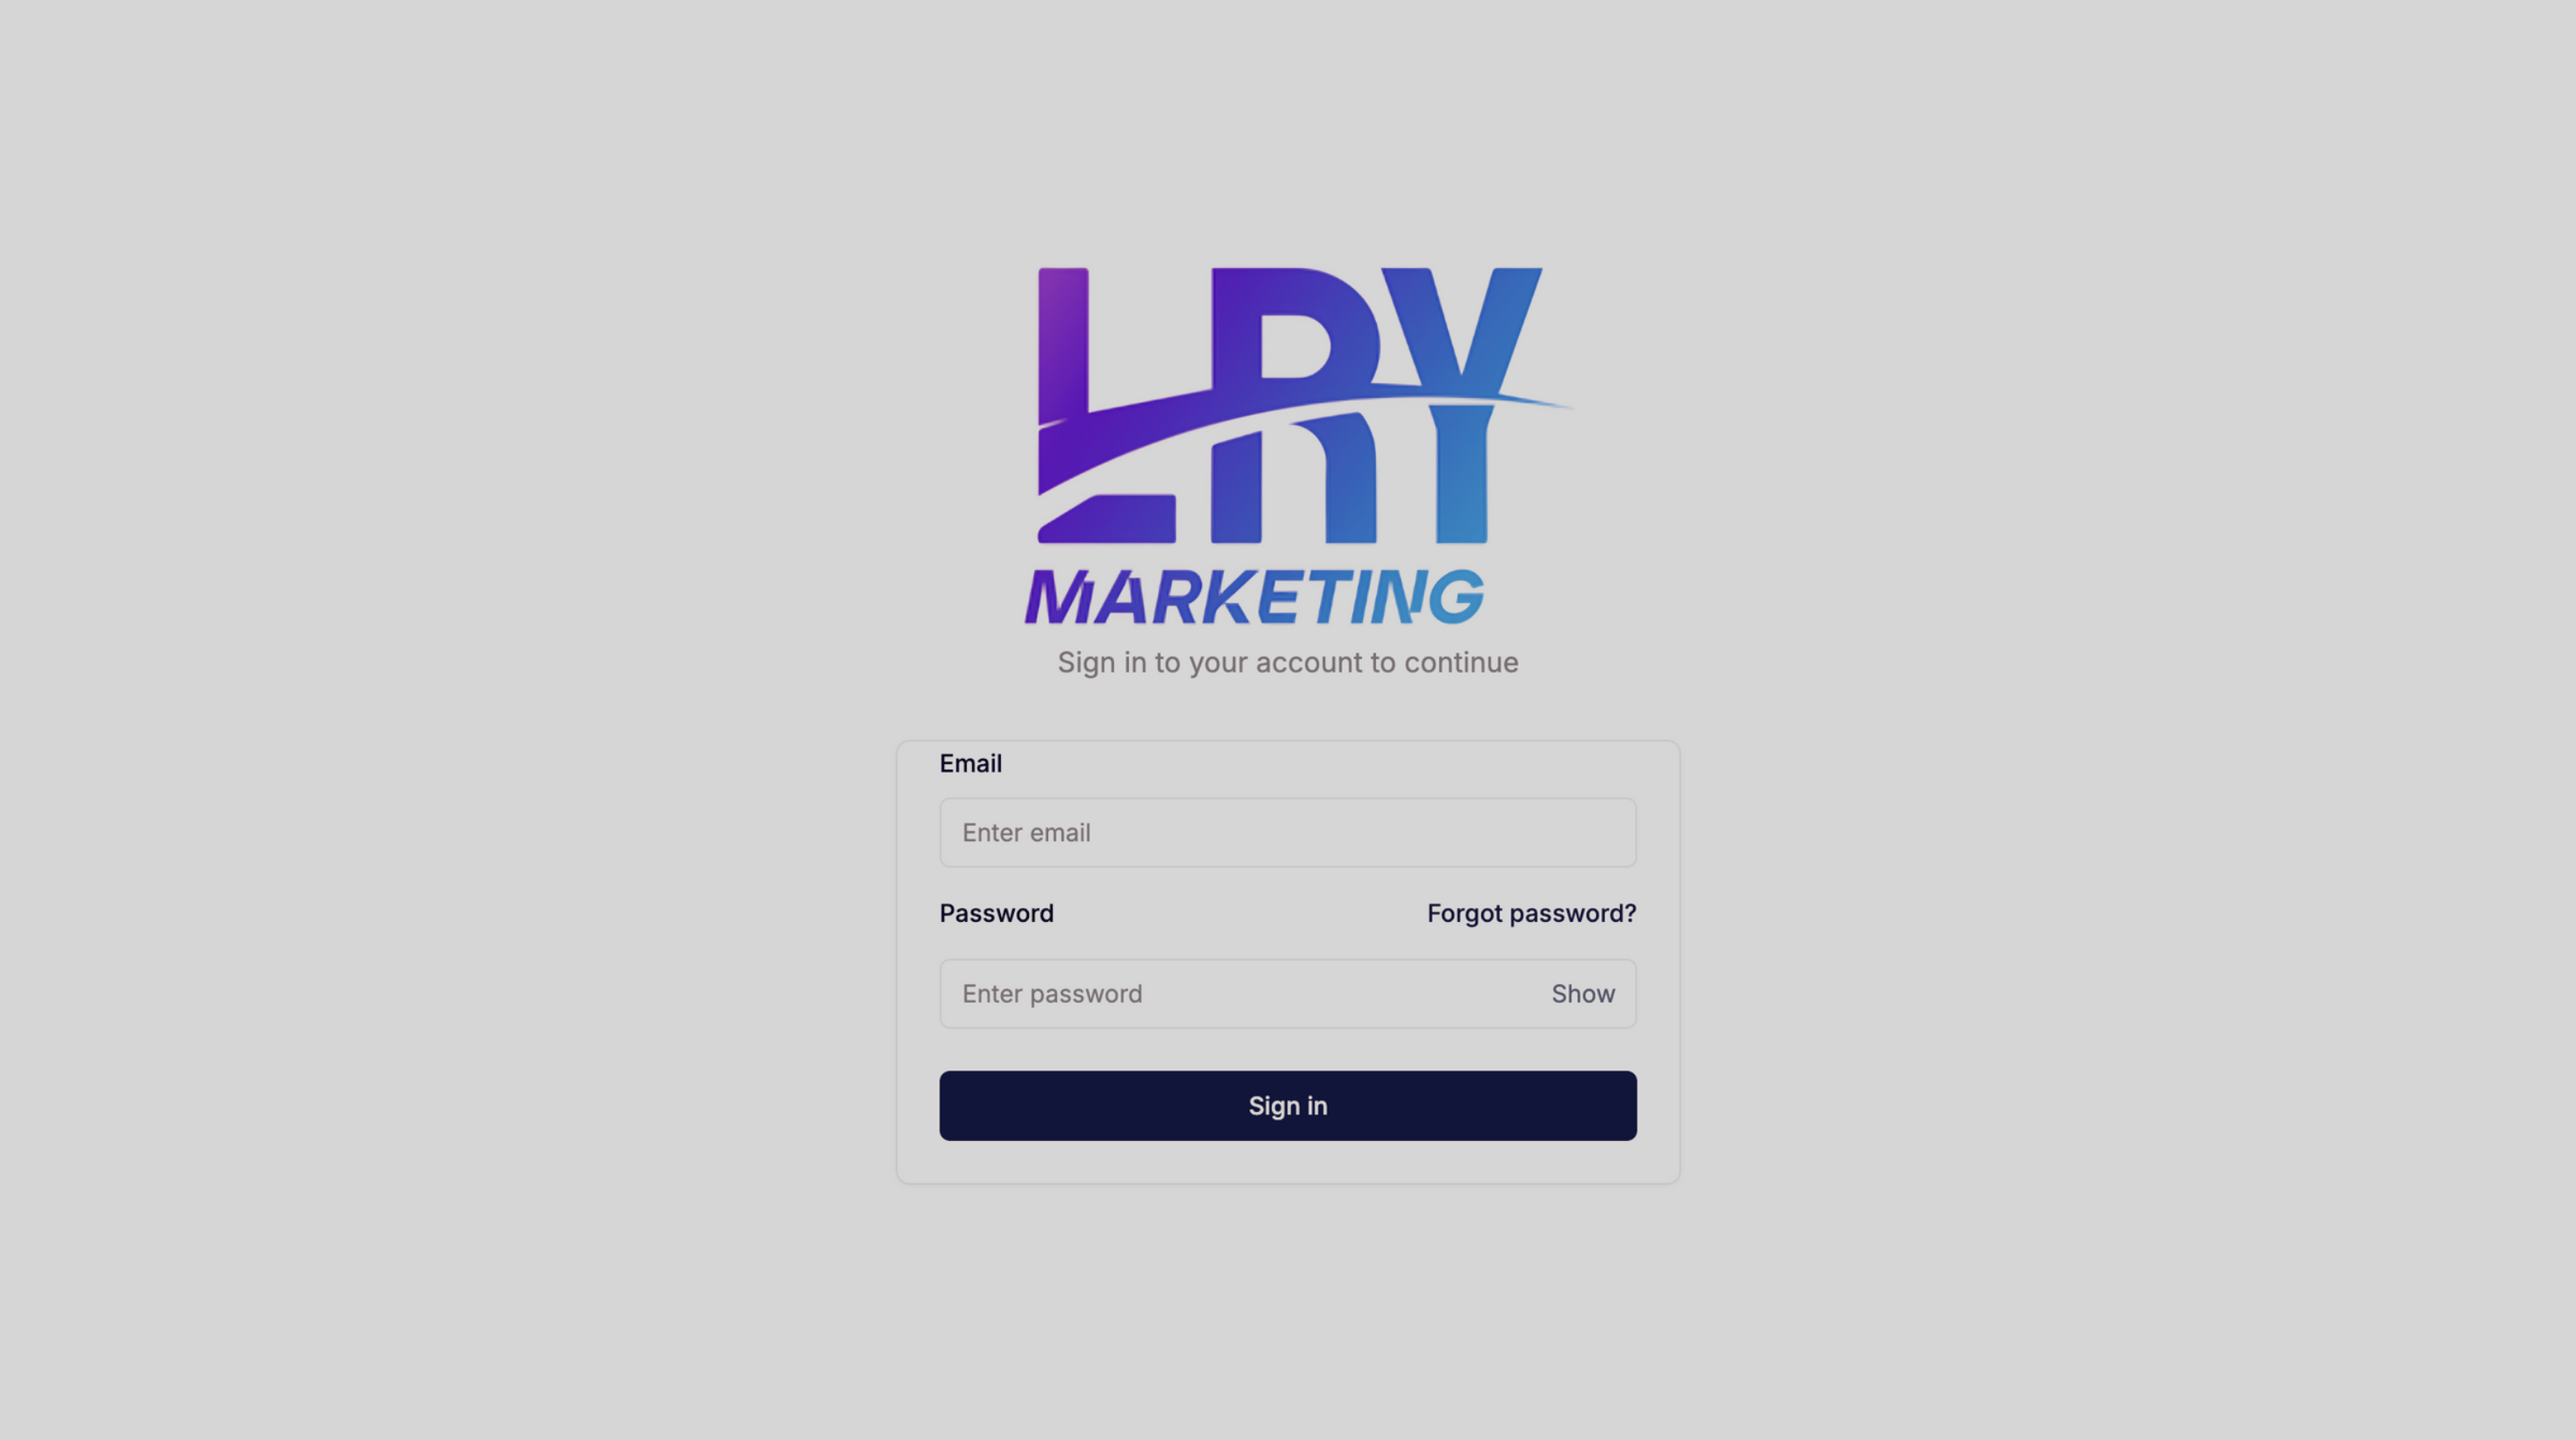 LRY
MARKETING
Sign in to your account to continue
Email
Enter email
Password Forgot password?
Enter password Show
Sign in